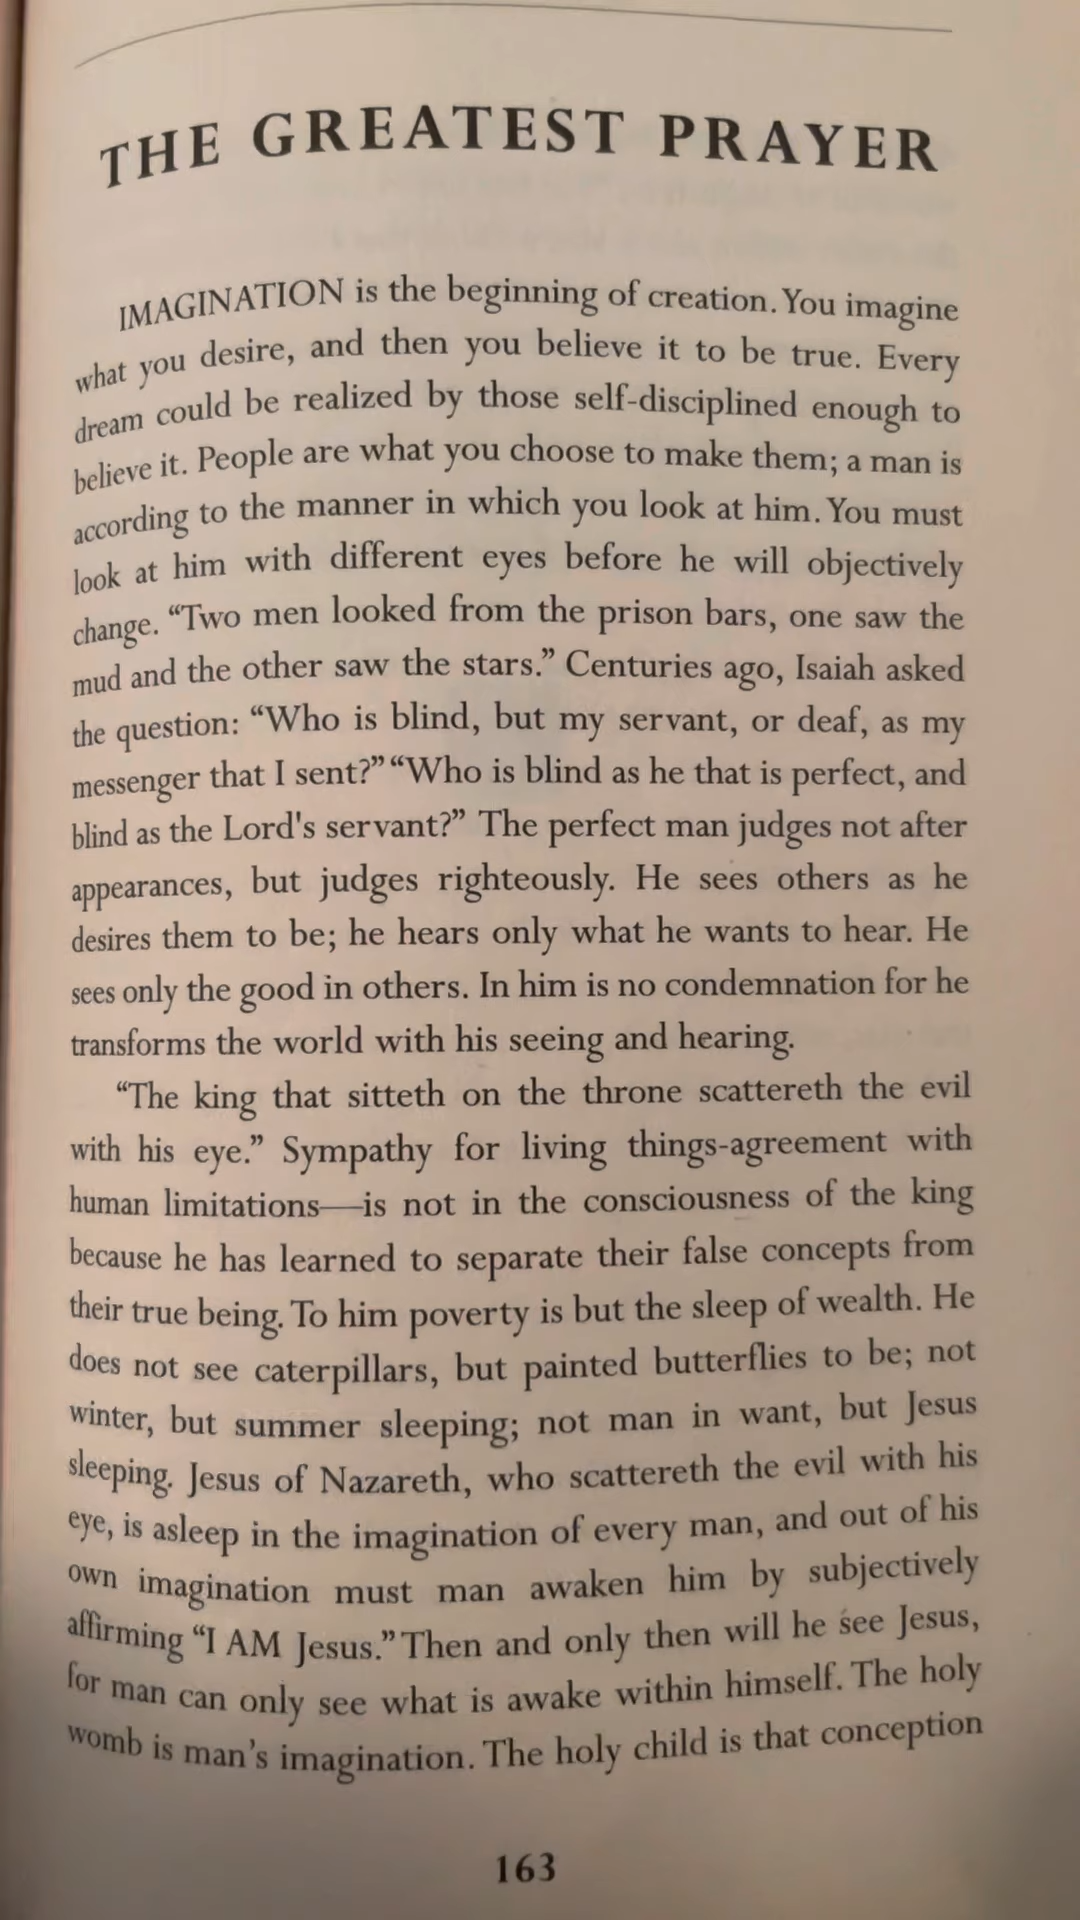 THE GREATEST PRAYER
IMAGINATION is the beginning of creation. You imagine
what you desire, and then you believe it to be true. Every
dream could be realized by those self-disciplined enough to
believe it. People are what you choose to make them; a man is
according to the manner in which you look at him. You must
look at him with different eyes before he will objectively
change. “Two men looked from the prison bars, one saw the
mud and the other saw the stars.” Centuries ago, Isaiah asked
the question: “Who is blind, but my servant, or deaf, as my
messenger that I sent?” “Who is blind as he that is perfect, and
blind as the Lord's servant?” The perfect man judges not after
appearances, but judges righteously. He sees others as he
desires them to be; he hears only what he wants to hear. He
sees only the good in others. In him is no condemnation for he
transforms the world with his seeing and hearing.
“The king that sitteth on the throne scattereth the evil
with his eye.” Sympathy for living things-agreement with
human limitations—is not in the consciousness of the king
because he has learned to separate their false concepts from
their true being. To him poverty is but the sleep of wealth. He
does not see caterpillars, but painted butterflies to be; not
winter, but summer sleeping; not man in want, but Jesus
sleeping. Jesus of Nazareth, who scattereth the evil with his
eye, is asleep in the imagination of every man, and out of his
own imagination must man awaken him by subjectively
affirming “I AM Jesus.” Then and only then will he see Jesus,
for man can only see what is awake within himself. The holy
womb is man’s imagination. The holy child is that conception
163